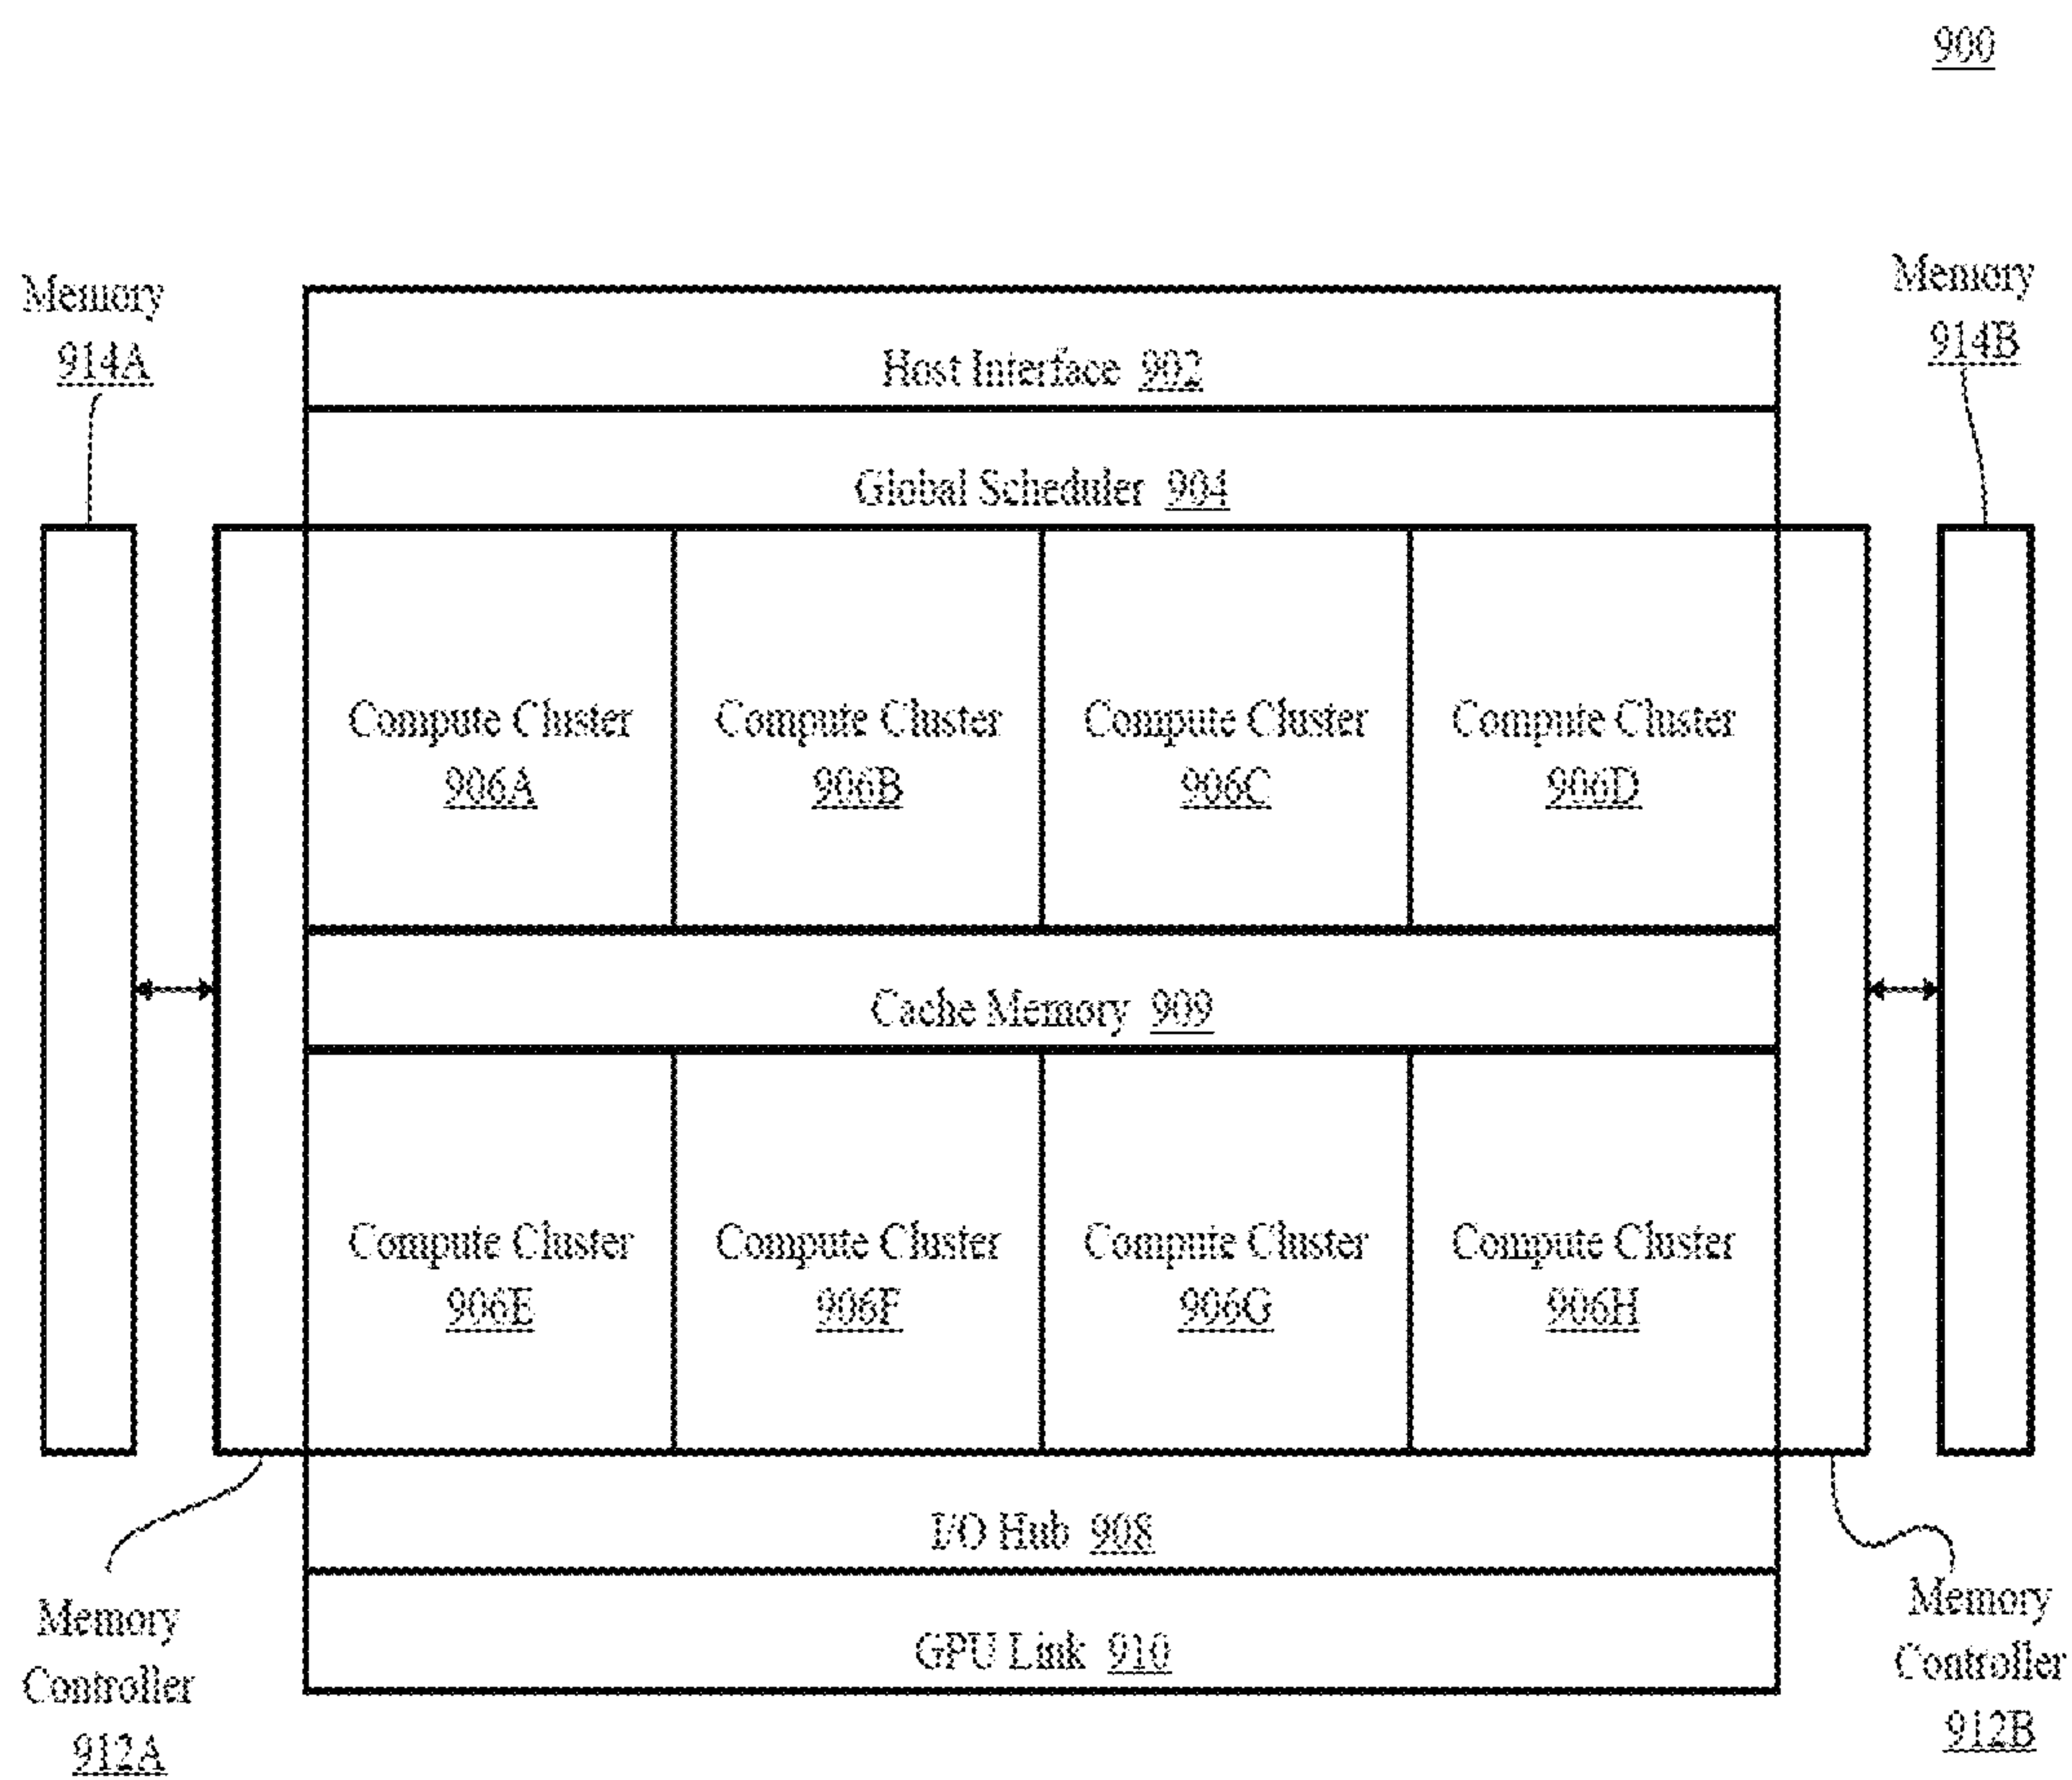 900
Memory
914A
Memory
914B
Host Interface 902
Global Scheduler 904
Compute Cluster
906A
Compute Cluster
906B
Compute Cluster
906C
Compute Cluster
906D
Cache Memory 909
Compute Cluster
906E
Compute Cluster
906F
Compute Cluster
906G
Compute Cluster
906H
I/O Hub 908
GPU Link 910
Memory
Controller
912A
Memory
Controller
912B